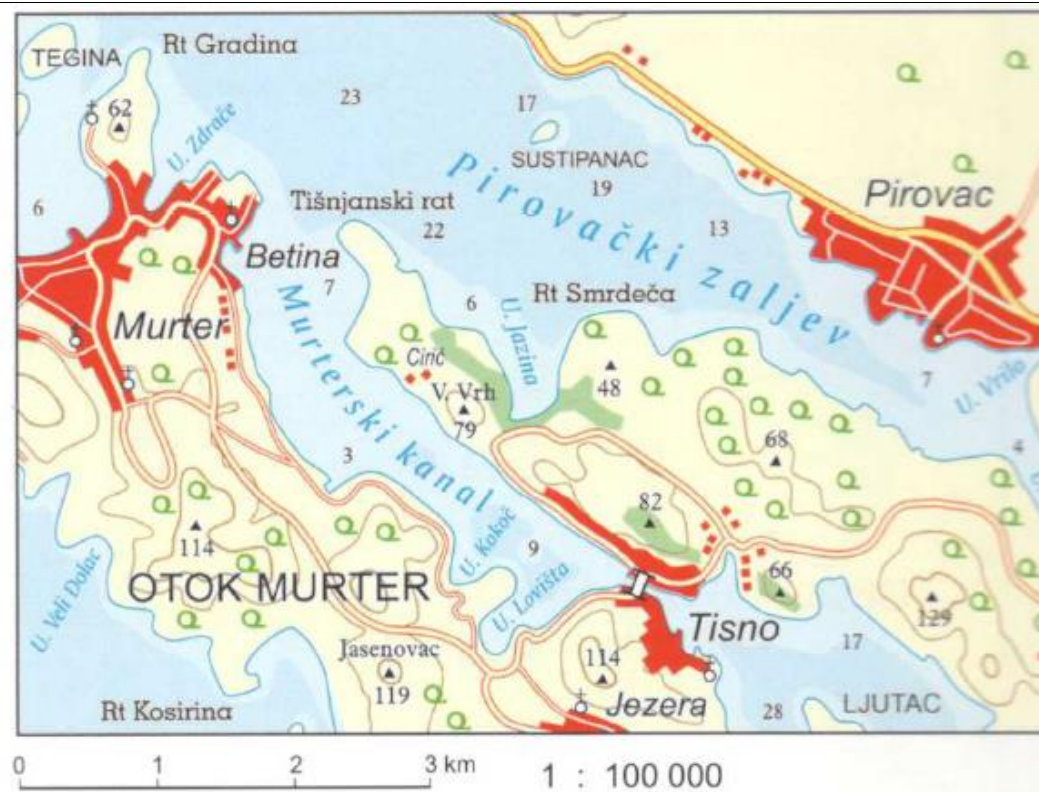 Rt Gradina
TEGINA
62
23
17
U. Zdrače
SUSTIPANAC
Pirovački zaljev
19
Pirovac
Tišnjanski rat
6
22
13
Betina
7
6
Rt Smrdeča
Murter
Murterski kanal
U. Jazina
Cirić
48
7
U. Vrilo
V. Vrh
79
68
4
3
82
114
U. Kakoč
9
66
OTOK MURTER
U. Lovišta
129
U. Veli Dolac
Tisno
17
Jasenovac
114
119
Jezera
LJUTAC
Rt Kosirina
28
0 1 2 3 km
1 : 100 000